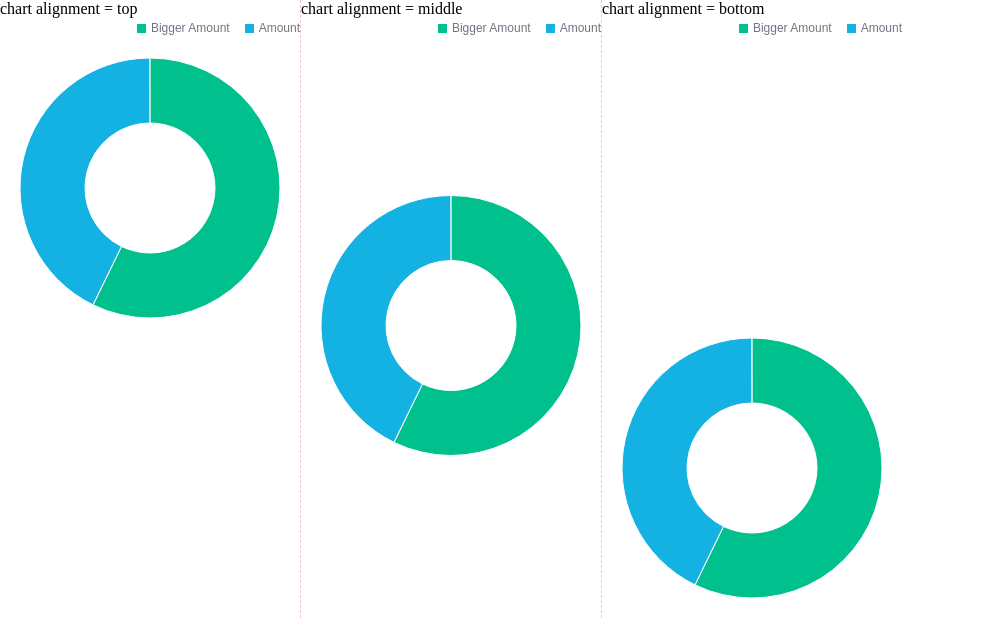 chart alignment = top
Bigger Amount Amount
chart alignment = middle
Bigger Amount Amount
chart alignment = bottom
Bigger Amount Amount